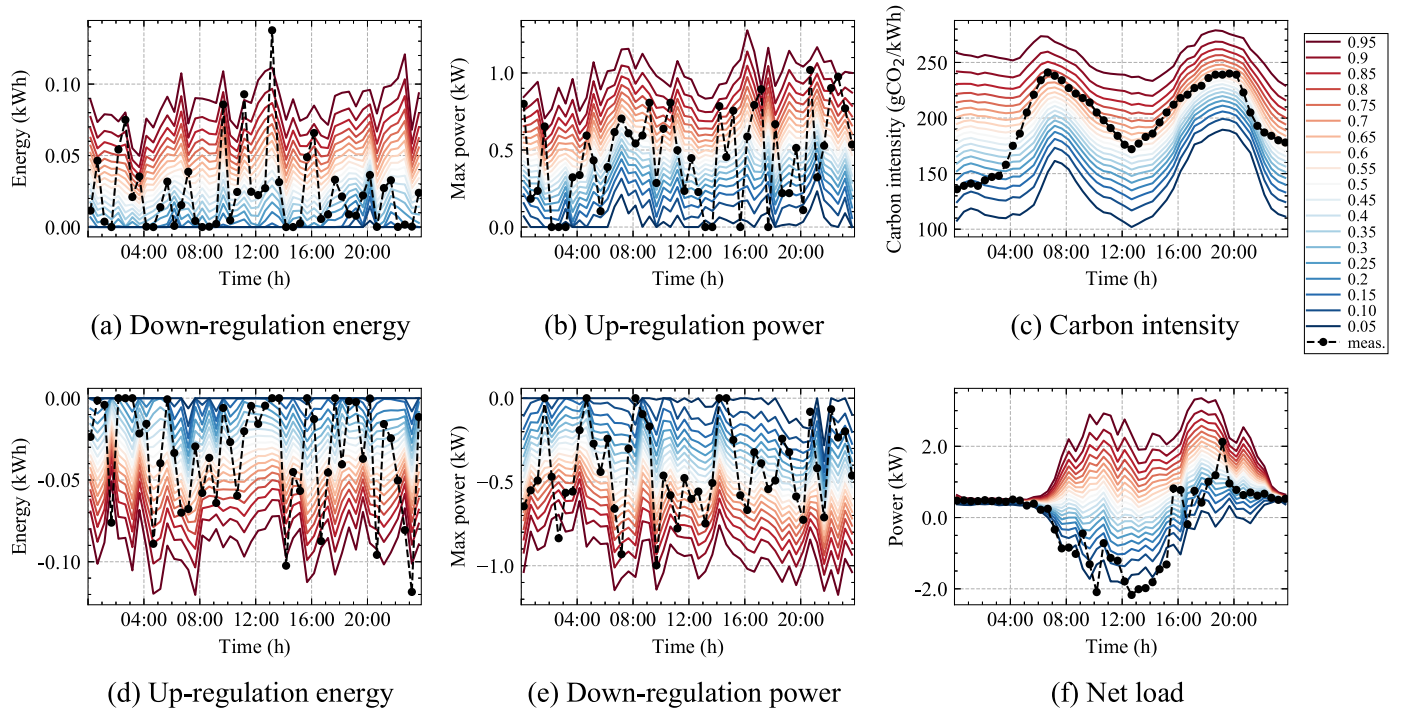 0.10
0.05
0.00
Energy (kWh)
04:00 08:00 12:00 16:00 20:00
Time (h)
(a) Down-regulation energy
1.0
0.5
0.0
Max power (kW)
04:00 08:00 12:00 16:00 20:00
Time (h)
(b) Up-regulation power
250
200
150
100
Carbon intensity (gCO₂/kWh)
04:00 08:00 12:00 16:00 20:00
Time (h)
(c) Carbon intensity
0.95
0.9
0.85
0.8
0.75
0.7
0.65
0.6
0.55
0.5
0.45
0.4
0.35
0.3
0.25
0.2
0.15
0.10
0.05
meas.
0.00
-0.05
-0.10
Energy (kWh)
04:00 08:00 12:00 16:00 20:00
Time (h)
(d) Up-regulation energy
0.0
−0.5
−1.0
Max power (kW)
04:00 08:00 12:00 16:00 20:00
Time (h)
(e) Down-regulation power
2.0
0.0
-2.0
Power (kW)
04:00 08:00 12:00 16:00 20:00
Time (h)
(f) Net load